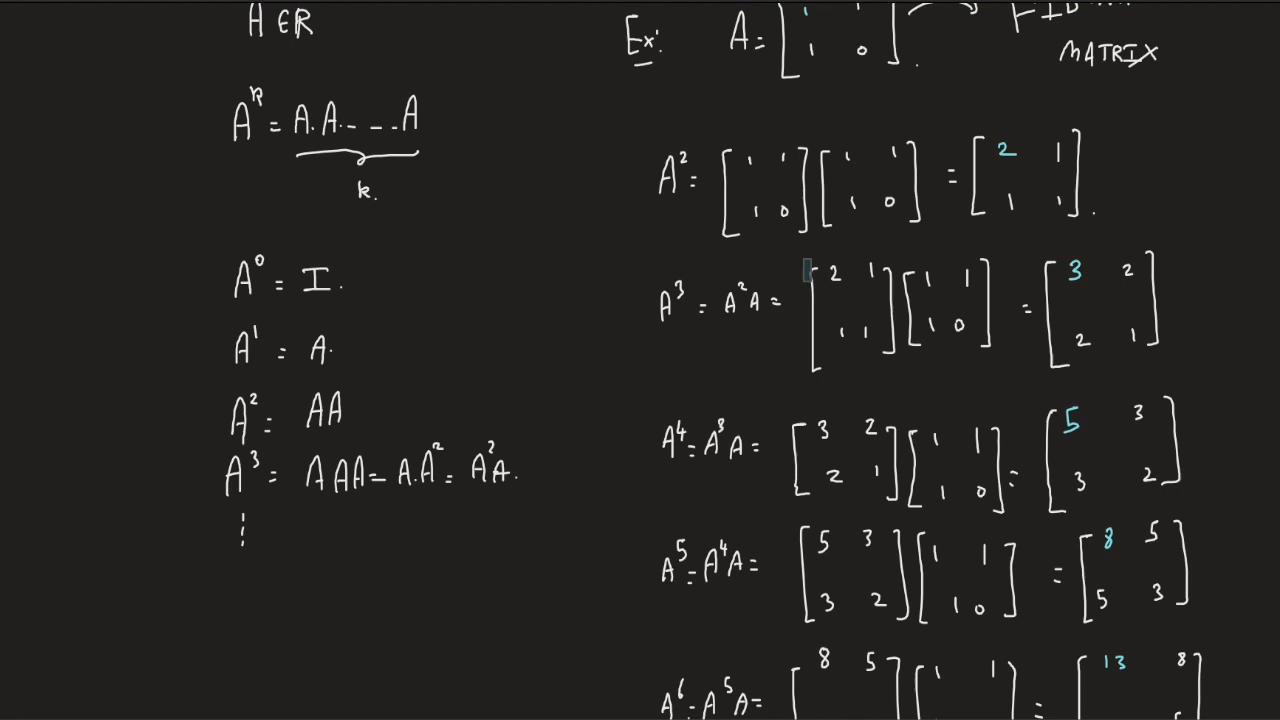 HER
A^k = A.A.---.A
k.
A^0 = I.
A^1 = A.
A^2 = AA
A^3 = AAA = A.A^2 = A^2A.
⋮
Ex: A = [ 1 1 ; 1 0 ].
MATRIX
A^2 = [ 1 1 ; 1 0 ] [ 1 1 ; 1 0 ] = [ 2 1 ; 1 1 ].
A^3 = A^2A = [ 2 1 ; 1 1 ] [ 1 1 ; 1 0 ] = [ 3 2 ; 2 1 ]
A^4 = A^3A = [ 3 2 ; 2 1 ] [ 1 1 ; 1 0 ] = [ 5 3 ; 3 2 ]
A^5 = A^4A = [ 5 3 ; 3 2 ] [ 1 1 ; 1 0 ] = [ 8 5 ; 5 3 ]
A^6 = A^5A = [ 8 5 [ 1 1 ] = [ 13 8 ]